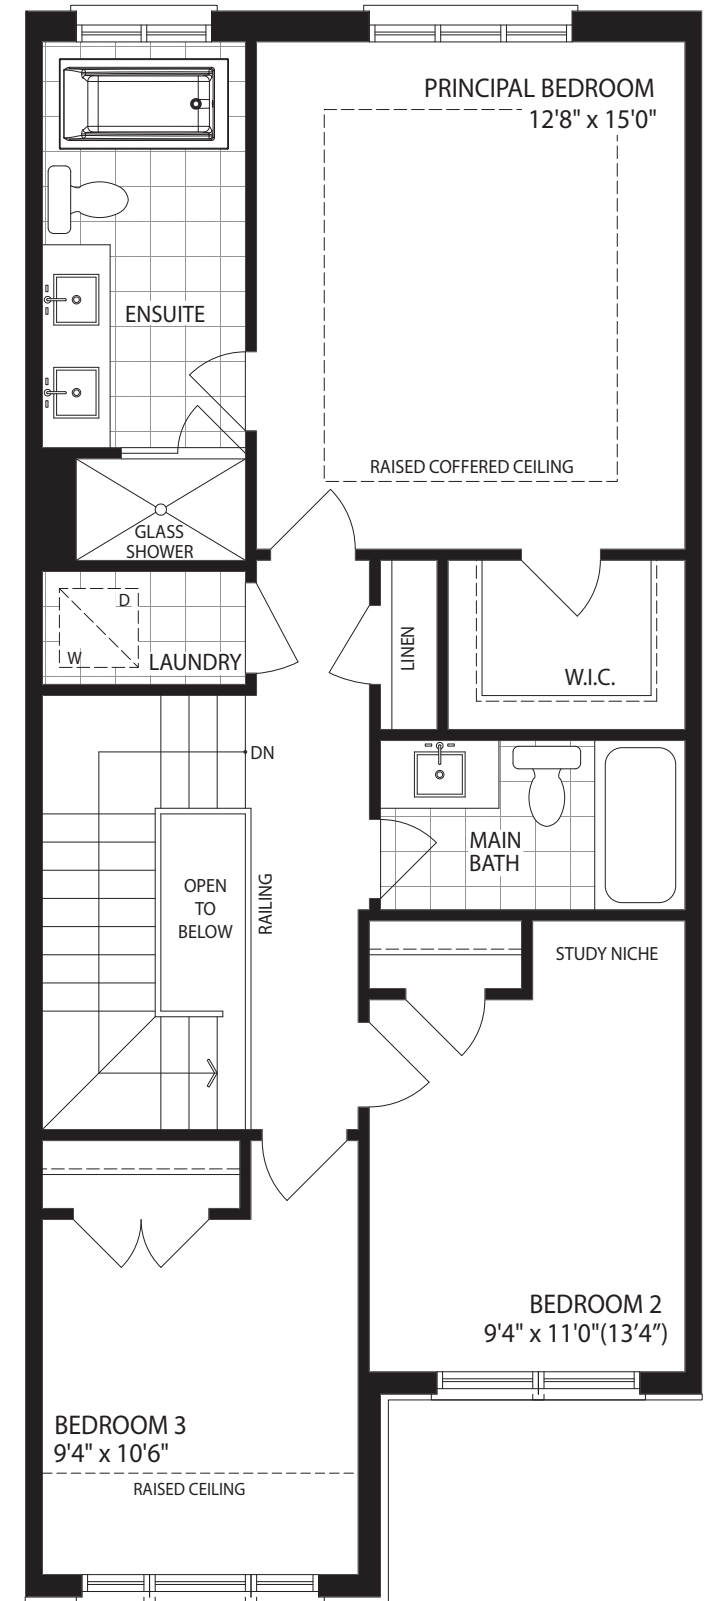 PRINCIPAL BEDROOM
12'8" x 15'0"
ENSUITE
RAISED COFFERED CEILING
GLASS
SHOWER
D
W
LAUNDRY
LINEN
W.I.C.
DN
MAIN
BATH
OPEN
TO
BELOW
RAILING
STUDY NICHE
BEDROOM 2
9'4" x 11'0"(13’4”)
BEDROOM 3
9'4" x 10'6"
RAISED CEILING